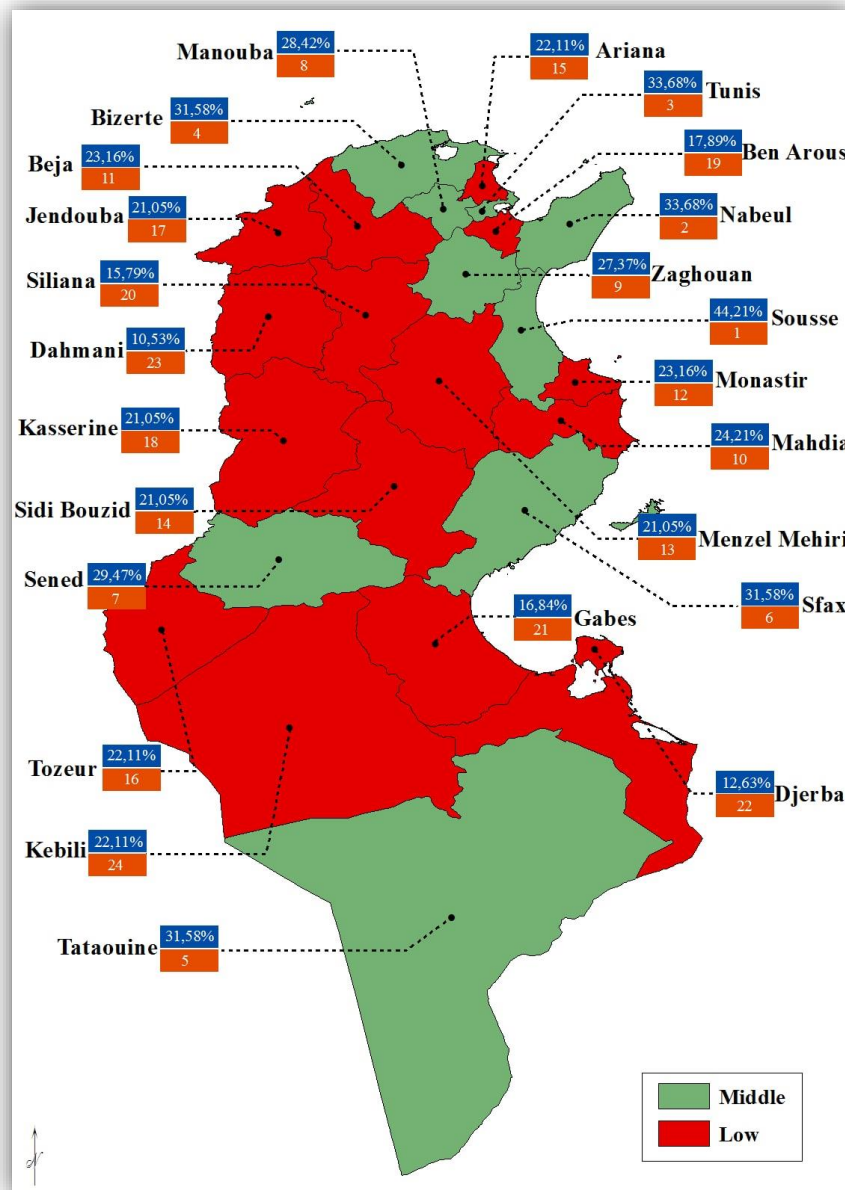 Manouba
28,42%
8
22,11%
15
Ariana
33,68%
3
Tunis
Bizerte
31,58%
4
17,89%
19
Ben Arous
Beja
23,16%
11
Jendouba
21,05%
17
33,68%
2
Nabeul
Siliana
15,79%
20
27,37%
9
Zaghouan
Dahmani
10,53%
23
44,21%
1
Sousse
23,16%
12
Monastir
Kasserine
21,05%
18
24,21%
10
Mahdia
Sidi Bouzid
21,05%
14
21,05%
13
Menzel Mehiri
Sened
29,47%
7
31,58%
6
Sfax
16,84%
21
Gabes
Tozeur
22,11%
16
12,63%
22
Djerba
Kebili
22,11%
24
Tataouine
31,58%
5
Middle
Low
N